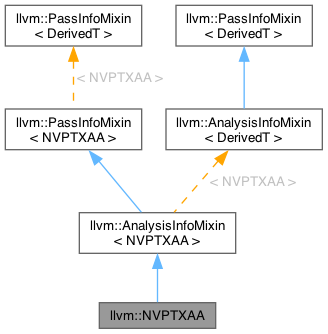 llvm::PassInfoMixin
< DerivedT >
llvm::PassInfoMixin
< DerivedT >
< NVPTXAA >
llvm::PassInfoMixin
< NVPTXAA >
llvm::AnalysisInfoMixin
< DerivedT >
< NVPTXAA >
llvm::AnalysisInfoMixin
< NVPTXAA >
llvm::NVPTXAA